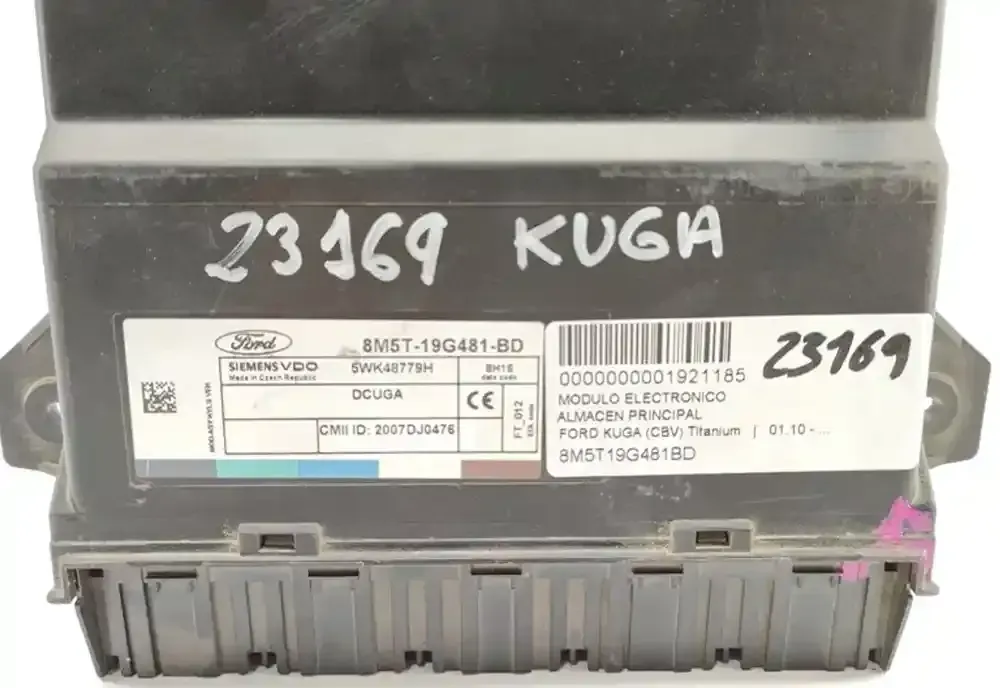 23169 KUGA
Ford
8M5T-19G481-BD
SIEMENS VDO
Made in Czech Republic
5WK48779H
BH1S
date code
DCUGA
CMII ID: 2007DJ0476
CE
FT_012
0000000001921185
MODULO ELECTRONICO
ALMACEN PRINCIPAL
FORD KUGA (CBV) Titanium | 01.10 - ...
8M5T19G481BD
23169